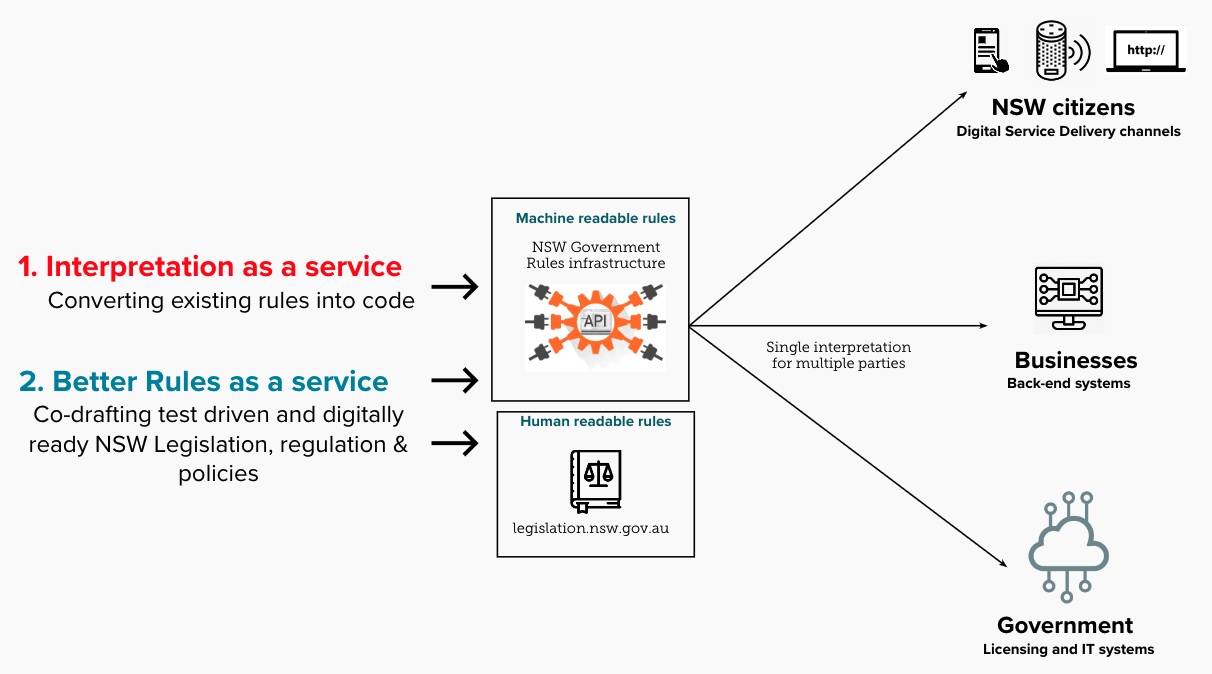 http://
NSW citizens
Digital Service Delivery channels
Machine readable rules
NSW Government
Rules infrastructure
API
1. Interpretation as a service
Converting existing rules into code
2. Better Rules as a service
Co-drafting test driven and digitally
ready NSW Legislation, regulation &
policies
Human readable rules
legislation.nsw.gov.au
Single interpretation
for multiple parties
Businesses
Back-end systems
Government
Licensing and IT systems